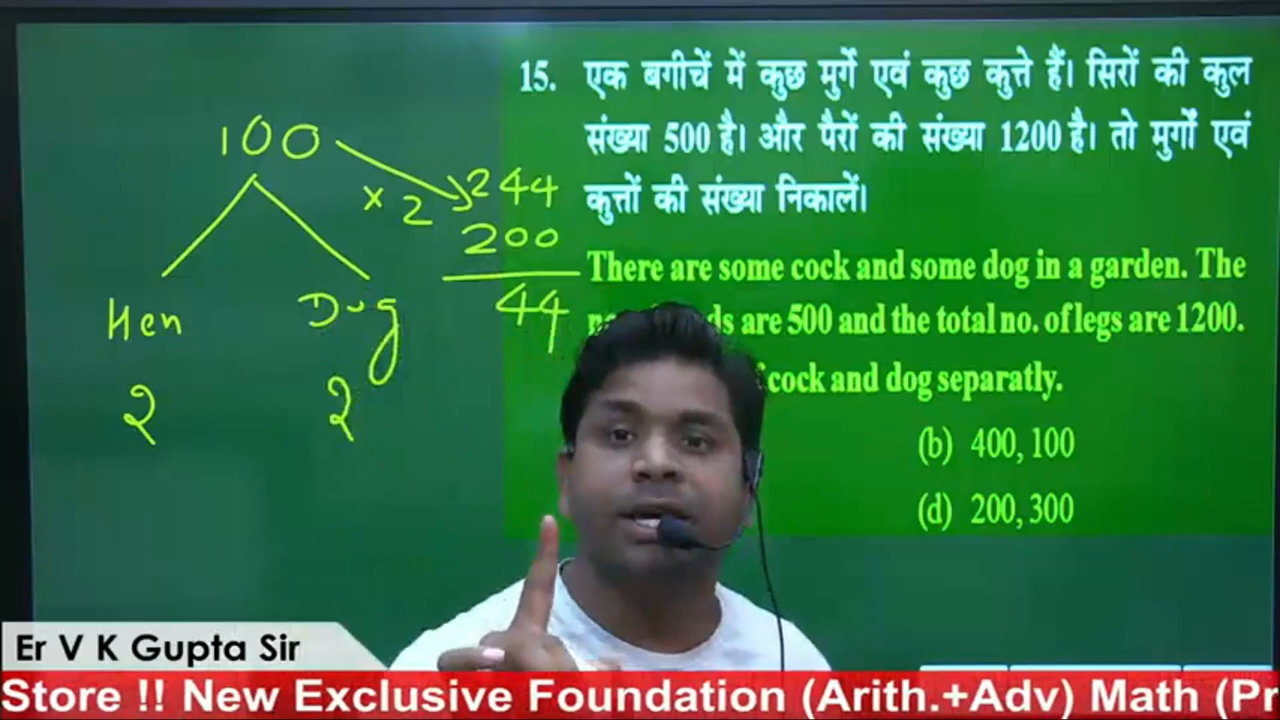 100
× 2
244
200
44
Hen
Dog
2
2
15. एक बगीचें में कुछ मुर्गे एवं कुछ कुत्ते हैं। सिरों की कुल
संख्या 500 है। और पैरों की संख्या 1200 है। तो मुर्गों एवं
कुत्तों की संख्या निकालें।
There are some cock and some dog in a garden. The
are 500 and the total no. of legs are 1200.
cock and dog separatly.
(b) 400, 100
(d) 200, 300
Er V K Gupta Sir
Store !! New Exclusive Foundation (Arith.+Adv) Math (Pr